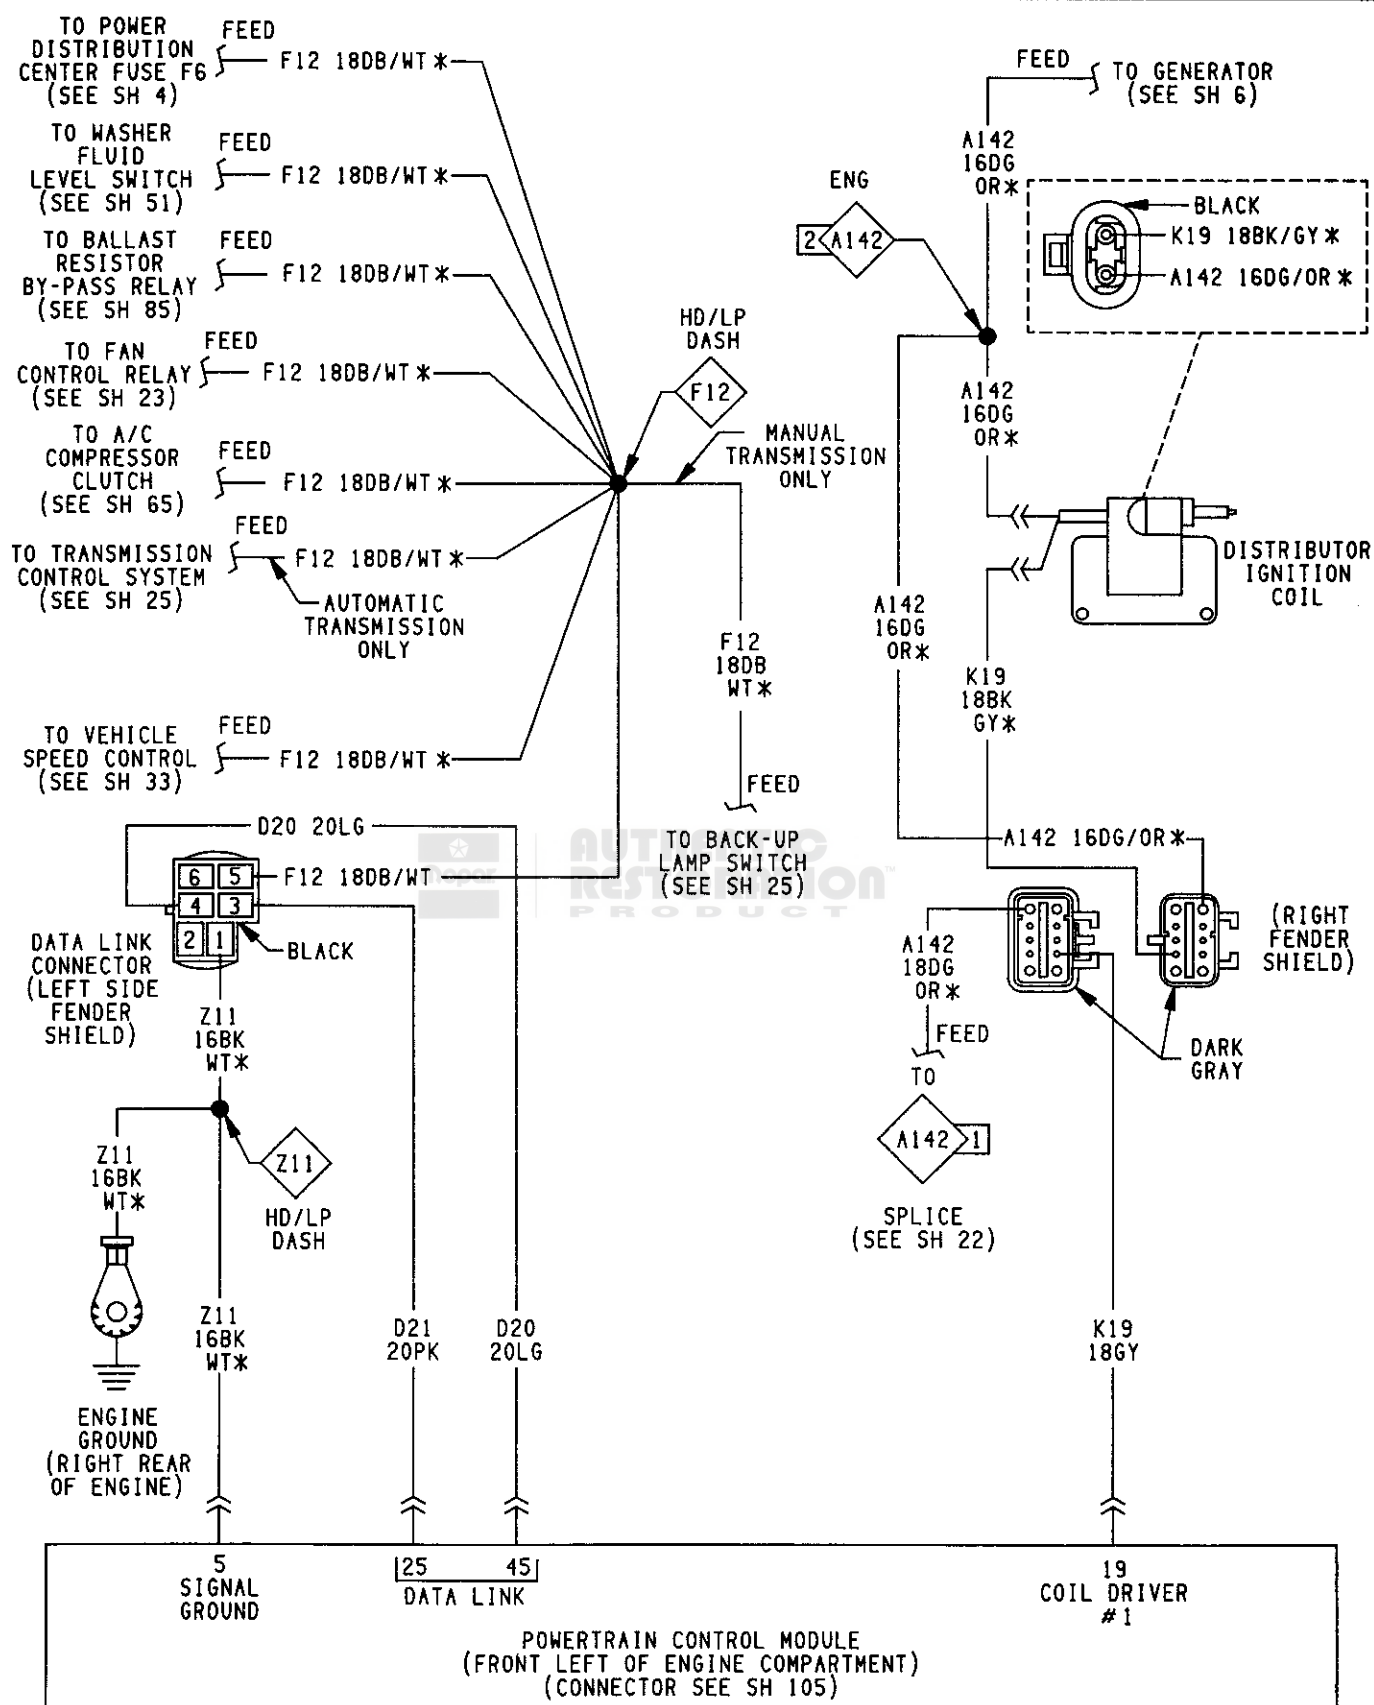 TO POWER
DISTRIBUTION
CENTER FUSE F6
(SEE SH 4)
FEED
F12 18DB/WT *
TO WASHER
FLUID
LEVEL SWITCH
(SEE SH 51)
FEED
F12 18DB/WT *
TO BALLAST
RESISTOR
BY-PASS RELAY
(SEE SH 85)
FEED
F12 18DB/WT *
TO FAN
CONTROL RELAY
(SEE SH 23)
FEED
F12 18DB/WT *
TO A/C
COMPRESSOR
CLUTCH
(SEE SH 65)
FEED
F12 18DB/WT *
TO TRANSMISSION
CONTROL SYSTEM
(SEE SH 25)
FEED
F12 18DB/WT *
AUTOMATIC
TRANSMISSION
ONLY
TO VEHICLE
SPEED CONTROL
(SEE SH 33)
FEED
F12 18DB/WT *
HD/LP
DASH
F12
MANUAL
TRANSMISSION
ONLY
F12
18DB
WT *
FEED
TO BACK-UP
LAMP SWITCH
(SEE SH 25)
FEED
TO GENERATOR
(SEE SH 6)
A142
16DG
OR *
ENG
2 A142
BLACK
K19 18BK/GY *
A142 16DG/OR *
A142
16DG
OR *
DISTRIBUTOR
IGNITION
COIL
A142
16DG
OR *
K19
18BK
GY *
A142 16DG/OR *
(RIGHT
FENDER
SHIELD)
DARK
GRAY
A142
18DG
OR *
FEED
TO
A142 1
SPLICE
(SEE SH 22)
K19
18GY
D20 20LG
F12 18DB/WT
6 5
4 3
2 1
BLACK
DATA LINK
CONNECTOR
(LEFT SIDE
FENDER
SHIELD)
Z11
16BK
WT *
Z11
HD/LP
DASH
Z11
16BK
WT *
ENGINE
GROUND
(RIGHT REAR
OF ENGINE)
Z11
16BK
WT *
D21
20PK
D20
20LG
mopar
AUTHENTIC
RESTORATION™
PRODUCT
5
SIGNAL
GROUND
25 45
DATA LINK
19
COIL DRIVER
#1
POWERTRAIN CONTROL MODULE
(FRONT LEFT OF ENGINE COMPARTMENT)
(CONNECTOR SEE SH 105)